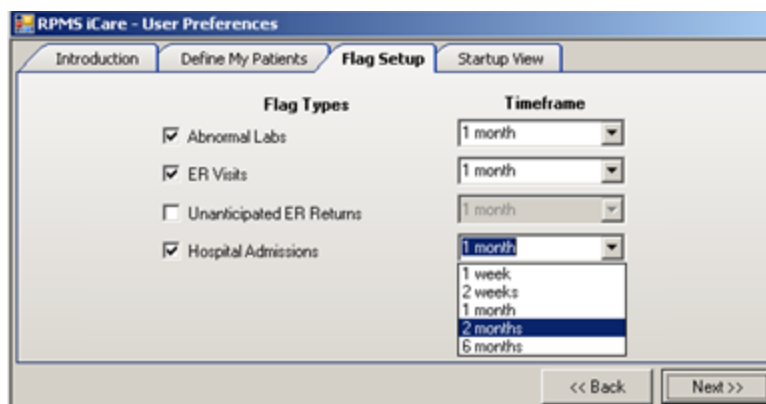 RPMS iCare - User Preferences
Introduction Define My Patients Flag Setup Startup View
Flag Types Timeframe
Abnormal Labs 1 month
ER Visits 1 month
Unanticipated ER Returns 1 month
Hospital Admissions 1 month
1 week
2 weeks
1 month
2 months
6 months
<< Back Next >>